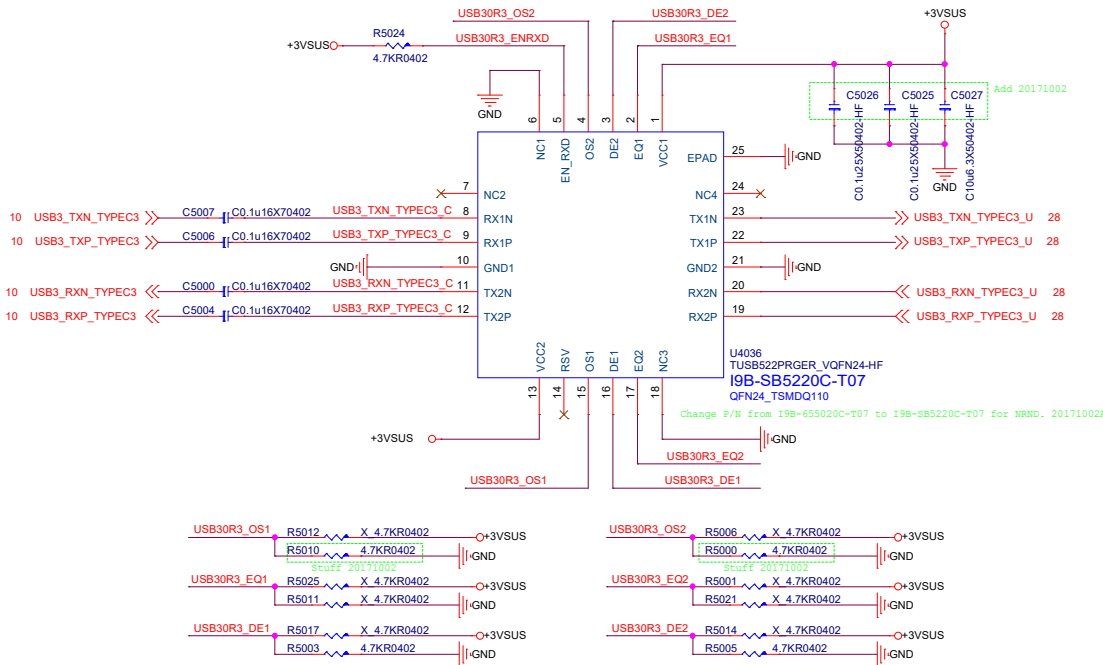 USB30R3_OS2
USB30R3_DE2
+3VSUS
R5024
+3VSUS
USB30R3_ENRXD
USB30R3_EQ1
4.7KR0402
Add 20171002
C5026
C5025
C5027
C0.1u25X50402-HF
C0.1u25X50402-HF
C10u6.3X50402-HF
GND
GND
6
5
4
3
2
1
NC1
EN_RXD
OS2
DE2
EQ1
VCC1
EPAD
25
GND
7
NC2
NC4
24
10 USB3_TXN_TYPEC3
C5007
C0.1u16X70402
USB3_TXN_TYPEC3_C
8
RX1N
TX1N
23
USB3_TXN_TYPEC3_U 28
10 USB3_TXP_TYPEC3
C5006
C0.1u16X70402
USB3_TXP_TYPEC3_C
9
RX1P
TX1P
22
USB3_TXP_TYPEC3_U 28
GND
10
GND1
GND2
21
GND
10 USB3_RXN_TYPEC3
C5000
C0.1u16X70402
USB3_RXN_TYPEC3_C
11
TX2N
RX2N
20
USB3_RXN_TYPEC3_U 28
10 USB3_RXP_TYPEC3
C5004
C0.1u16X70402
USB3_RXP_TYPEC3_C
12
TX2P
RX2P
19
USB3_RXP_TYPEC3_U 28
VCC2
RSV
OS1
DE1
EQ2
NC3
13
14
15
16
17
18
U4036
TUSB522PRGER_VQFN24-HF
I9B-SB5220C-T07
QFN24_TSMDQ110
Change P/N from I9B-655020C-T07 to I9B-SB5220C-T07 for NRND. 20171002
+3VSUS
GND
USB30R3_EQ2
USB30R3_OS1
USB30R3_DE1
USB30R3_OS1
R5012
X_4.7KR0402
+3VSUS
R5010
4.7KR0402
GND
Stuff 20171002
USB30R3_EQ1
R5025
X_4.7KR0402
+3VSUS
R5011
X_4.7KR0402
GND
USB30R3_DE1
R5017
X_4.7KR0402
+3VSUS
R5003
4.7KR0402
GND
USB30R3_OS2
R5006
X_4.7KR0402
+3VSUS
R5000
4.7KR0402
GND
Stuff 20171002
USB30R3_EQ2
R5001
X_4.7KR0402
+3VSUS
R5021
X_4.7KR0402
GND
USB30R3_DE2
R5014
X_4.7KR0402
+3VSUS
R5005
4.7KR0402
GND